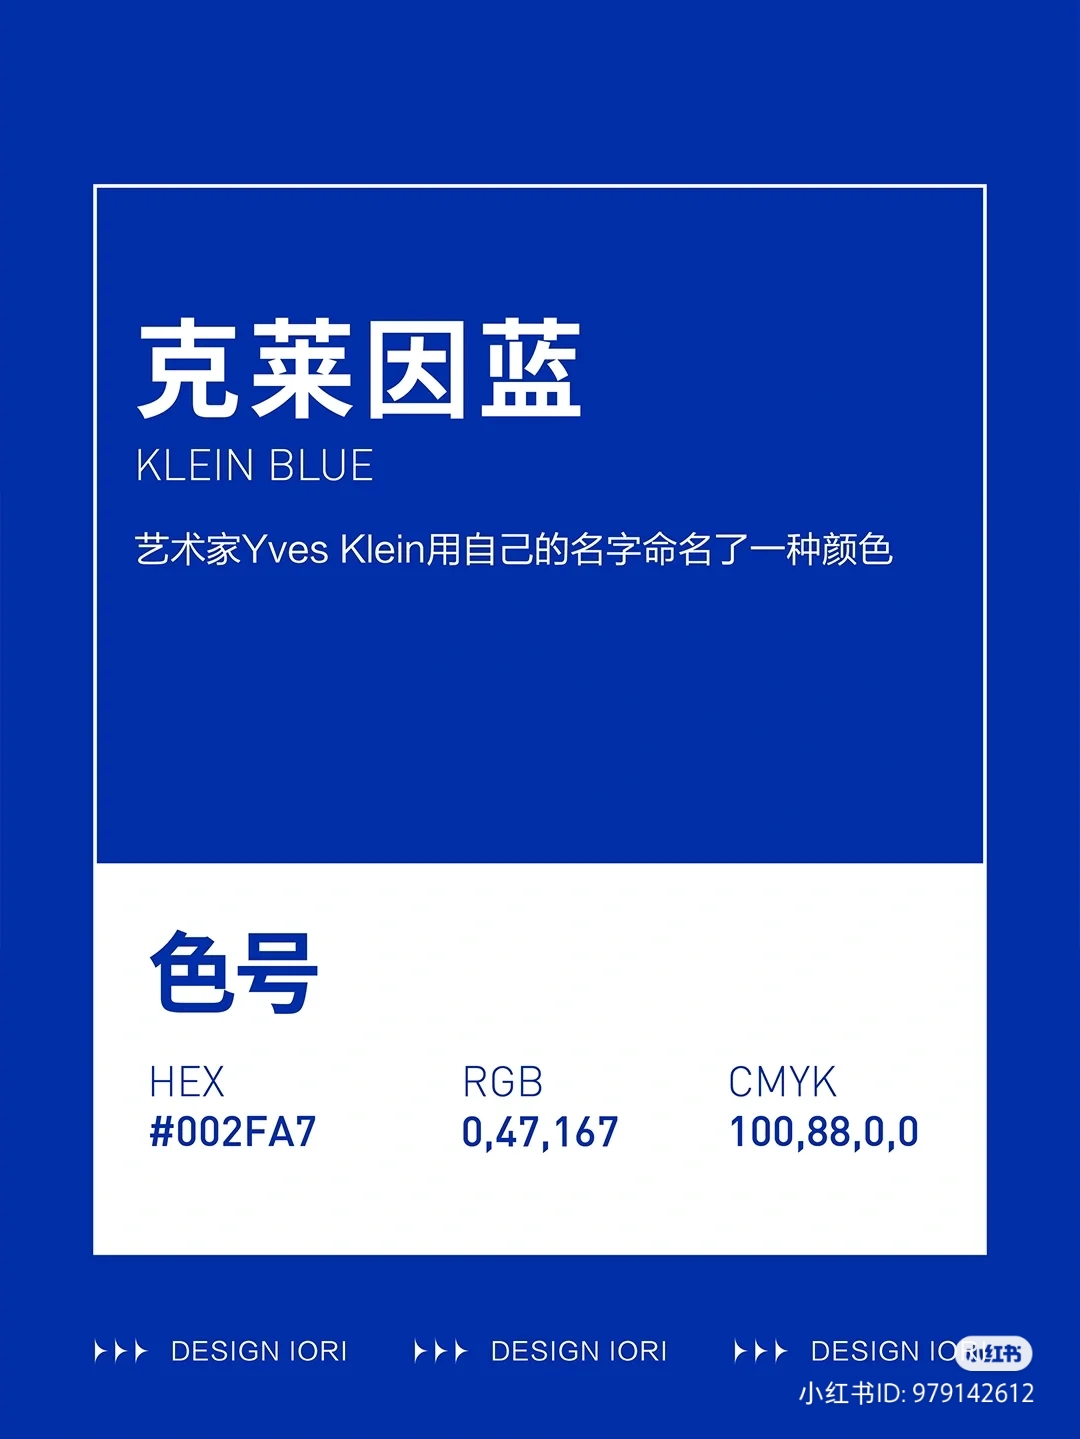 克莱因蓝
KLEIN BLUE
艺术家Yves Klein用自己的名字命名了一种颜色
色号
HEX RGB CMYK
#002FA7 0,47,167 100,88,0,0
DESIGN IORI DESIGN IORI DESIGN
小红书
小红书ID: 979142612